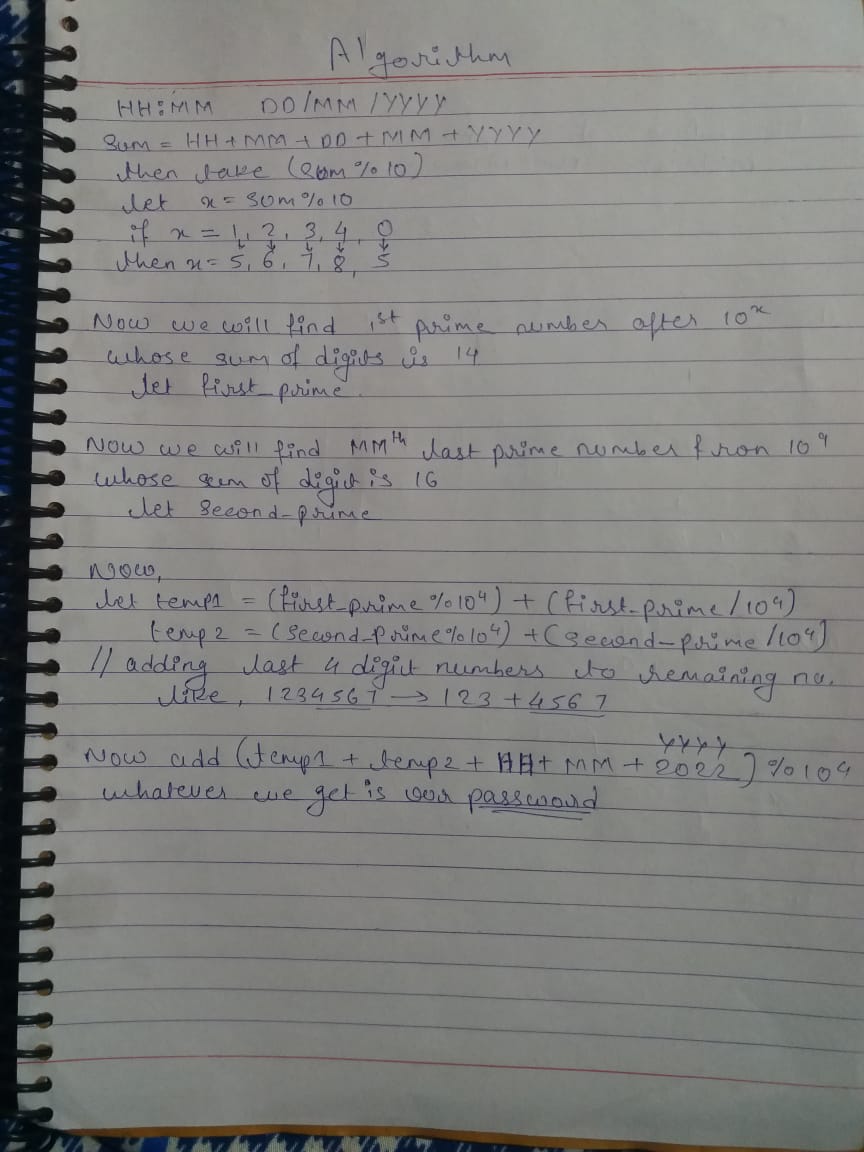 Algorithm
HH:MM DD/MM/YYYY
sum = HH + MM + DD + MM + YYYY
then take (sum % 10)
let x = sum % 10
if x = 1, 2, 3, 4, 0
↓ ↓ ↓ ↓ ↓
then x = 5, 6, 7, 8, 5
Now we will find 1st prime number after 10^x
whose sum of digits is 14
let first_prime.
Now we will find MM^th last prime number from 10^9
whose sum of digit is 16
let second-prime
Now,
let temp1 = (first_prime % 10^4) + (first_prime / 10^4)
temp2 = (second_prime % 10^4) + (second_prime / 10^4)
// adding last 4 digit numbers to remaining no.
like, 1234567 → 123 + 4567
YYYY
Now add (temp1 + temp2 + HH + MM + 2022) % 10^4
whatever we get is our password